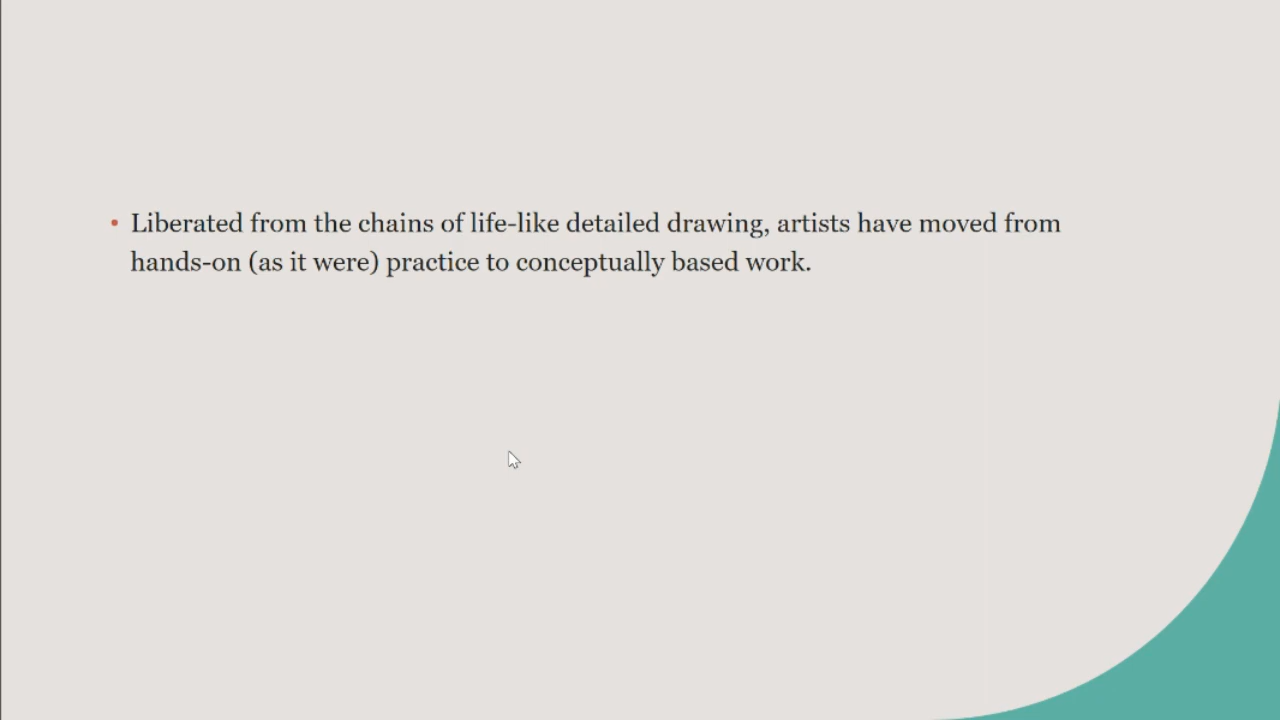 • Liberated from the chains of life-like detailed drawing, artists have moved from
hands-on (as it were) practice to conceptually based work.